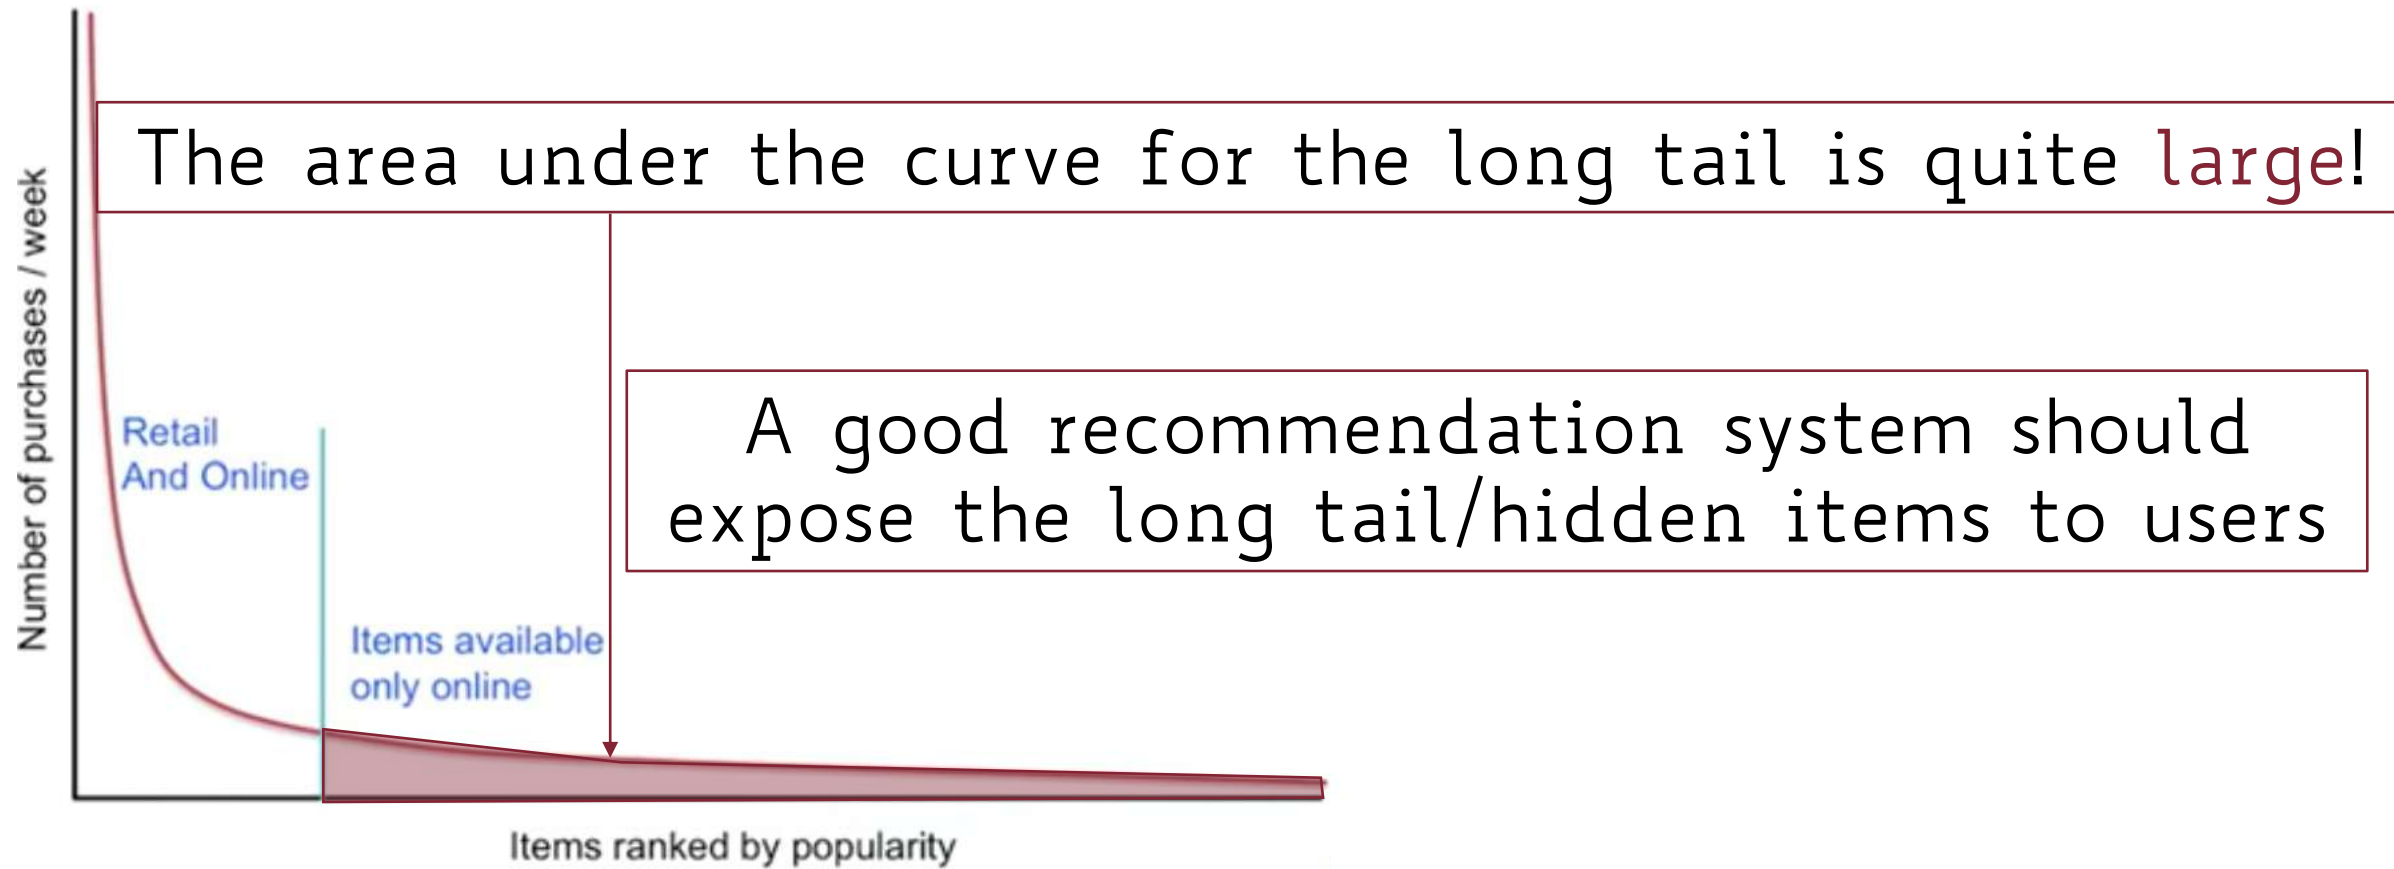 The area under the curve for the long tail is quite large!
Number of purchases / week
A good recommendation system should
expose the long tail/hidden items to users
Retail
And Online
Items available
only online
Items ranked by popularity